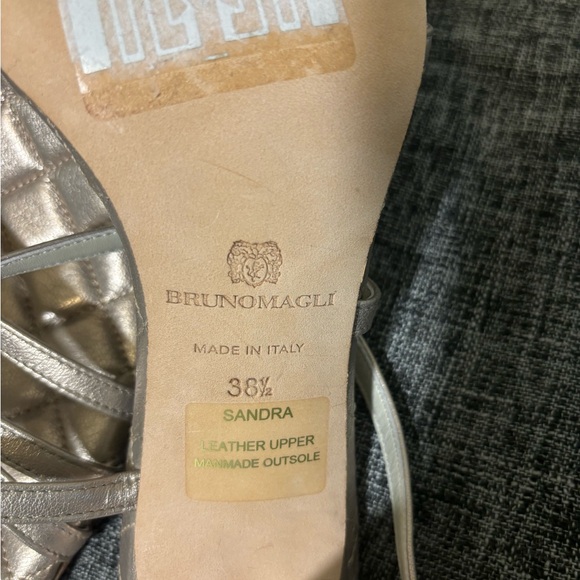 BRUNOMAGLI
MADE IN ITALY
38½
SANDRA
LEATHER UPPER
MANMADE OUTSOLE